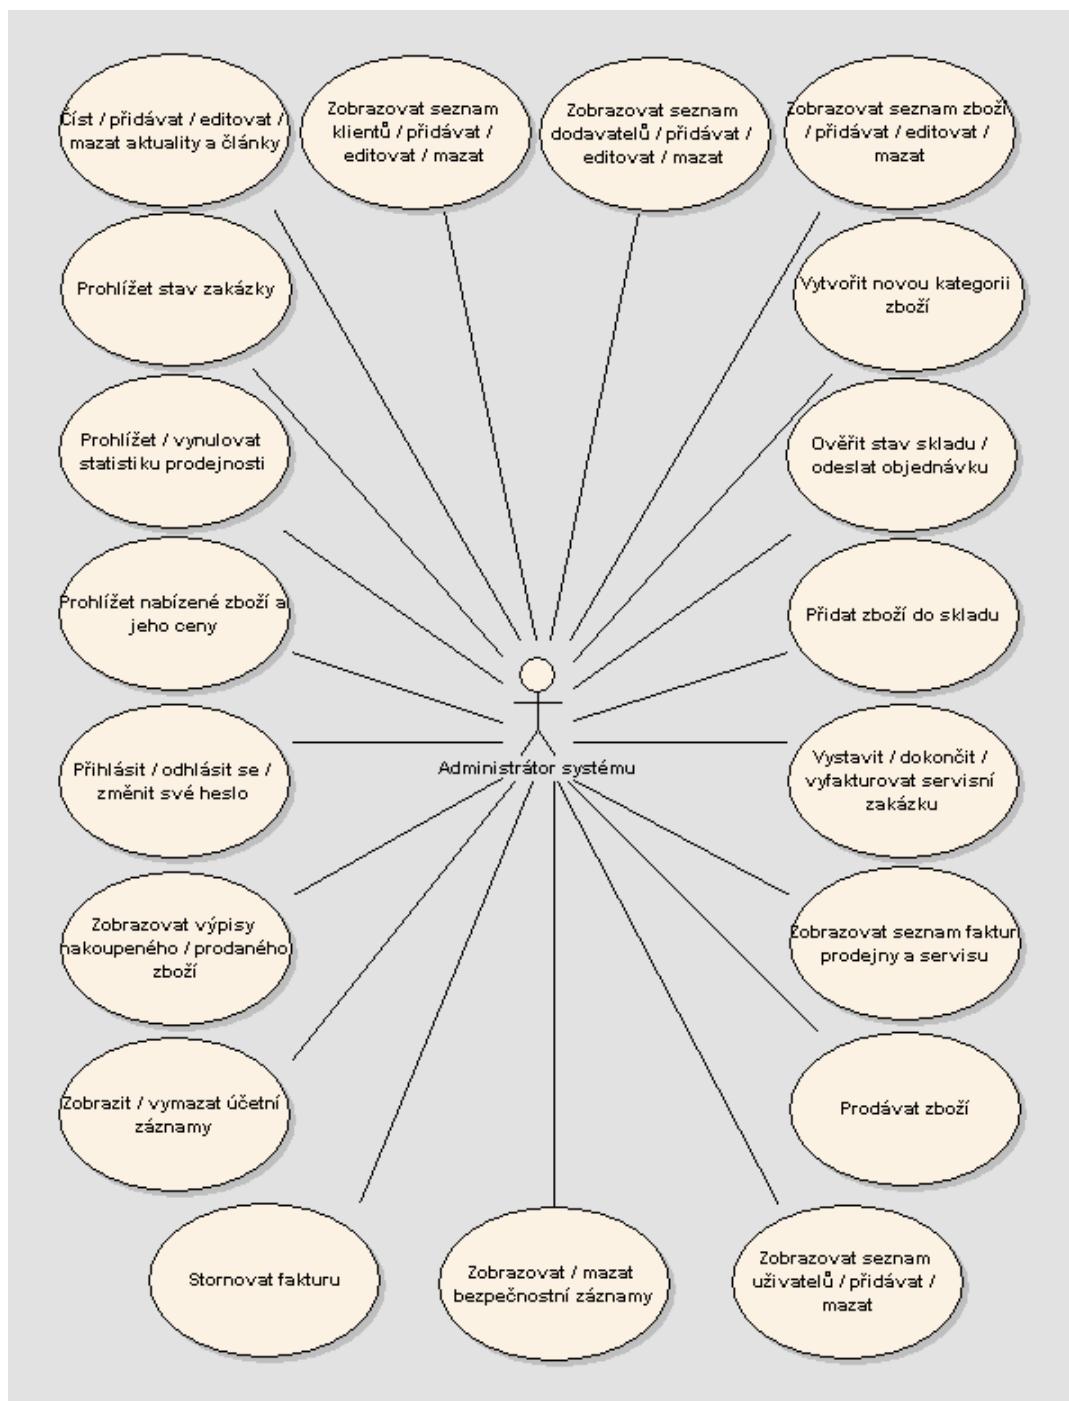 Číst / přidávat / editovat /
mazat aktuality a články
Zobrazovat seznam
klientů / přidávat /
editovat / mazat
Zobrazovat seznam
dodavatelů / přidávat /
editovat / mazat
Zobrazovat seznam zboží
/ přidávat / editovat /
mazat
Prohlížet stav zakázky
Vytvořit novou kategorii
zboží
Prohlížet / vynulovat
statistiku prodejnosti
Ověřit stav skladu /
odeslat objednávku
Prohlížet nabízené zboží a
jeho ceny
Přidat zboží do skladu
Přihlásit / odhlásit se /
změnit své heslo
Administrátor systému
Vystavit / dokončit /
vyfakturovat servisní
zakázku
Zobrazovat výpisy
nakoupeného / prodaného
zboží
Zobrazovat seznam faktur
prodejny a servisu
Zobrazit / vymazat účetní
záznamy
Prodávat zboží
Stornovat fakturu
Zobrazovat / mazat
bezpečnostní záznamy
Zobrazovat seznam
uživatelů / přidávat /
mazat